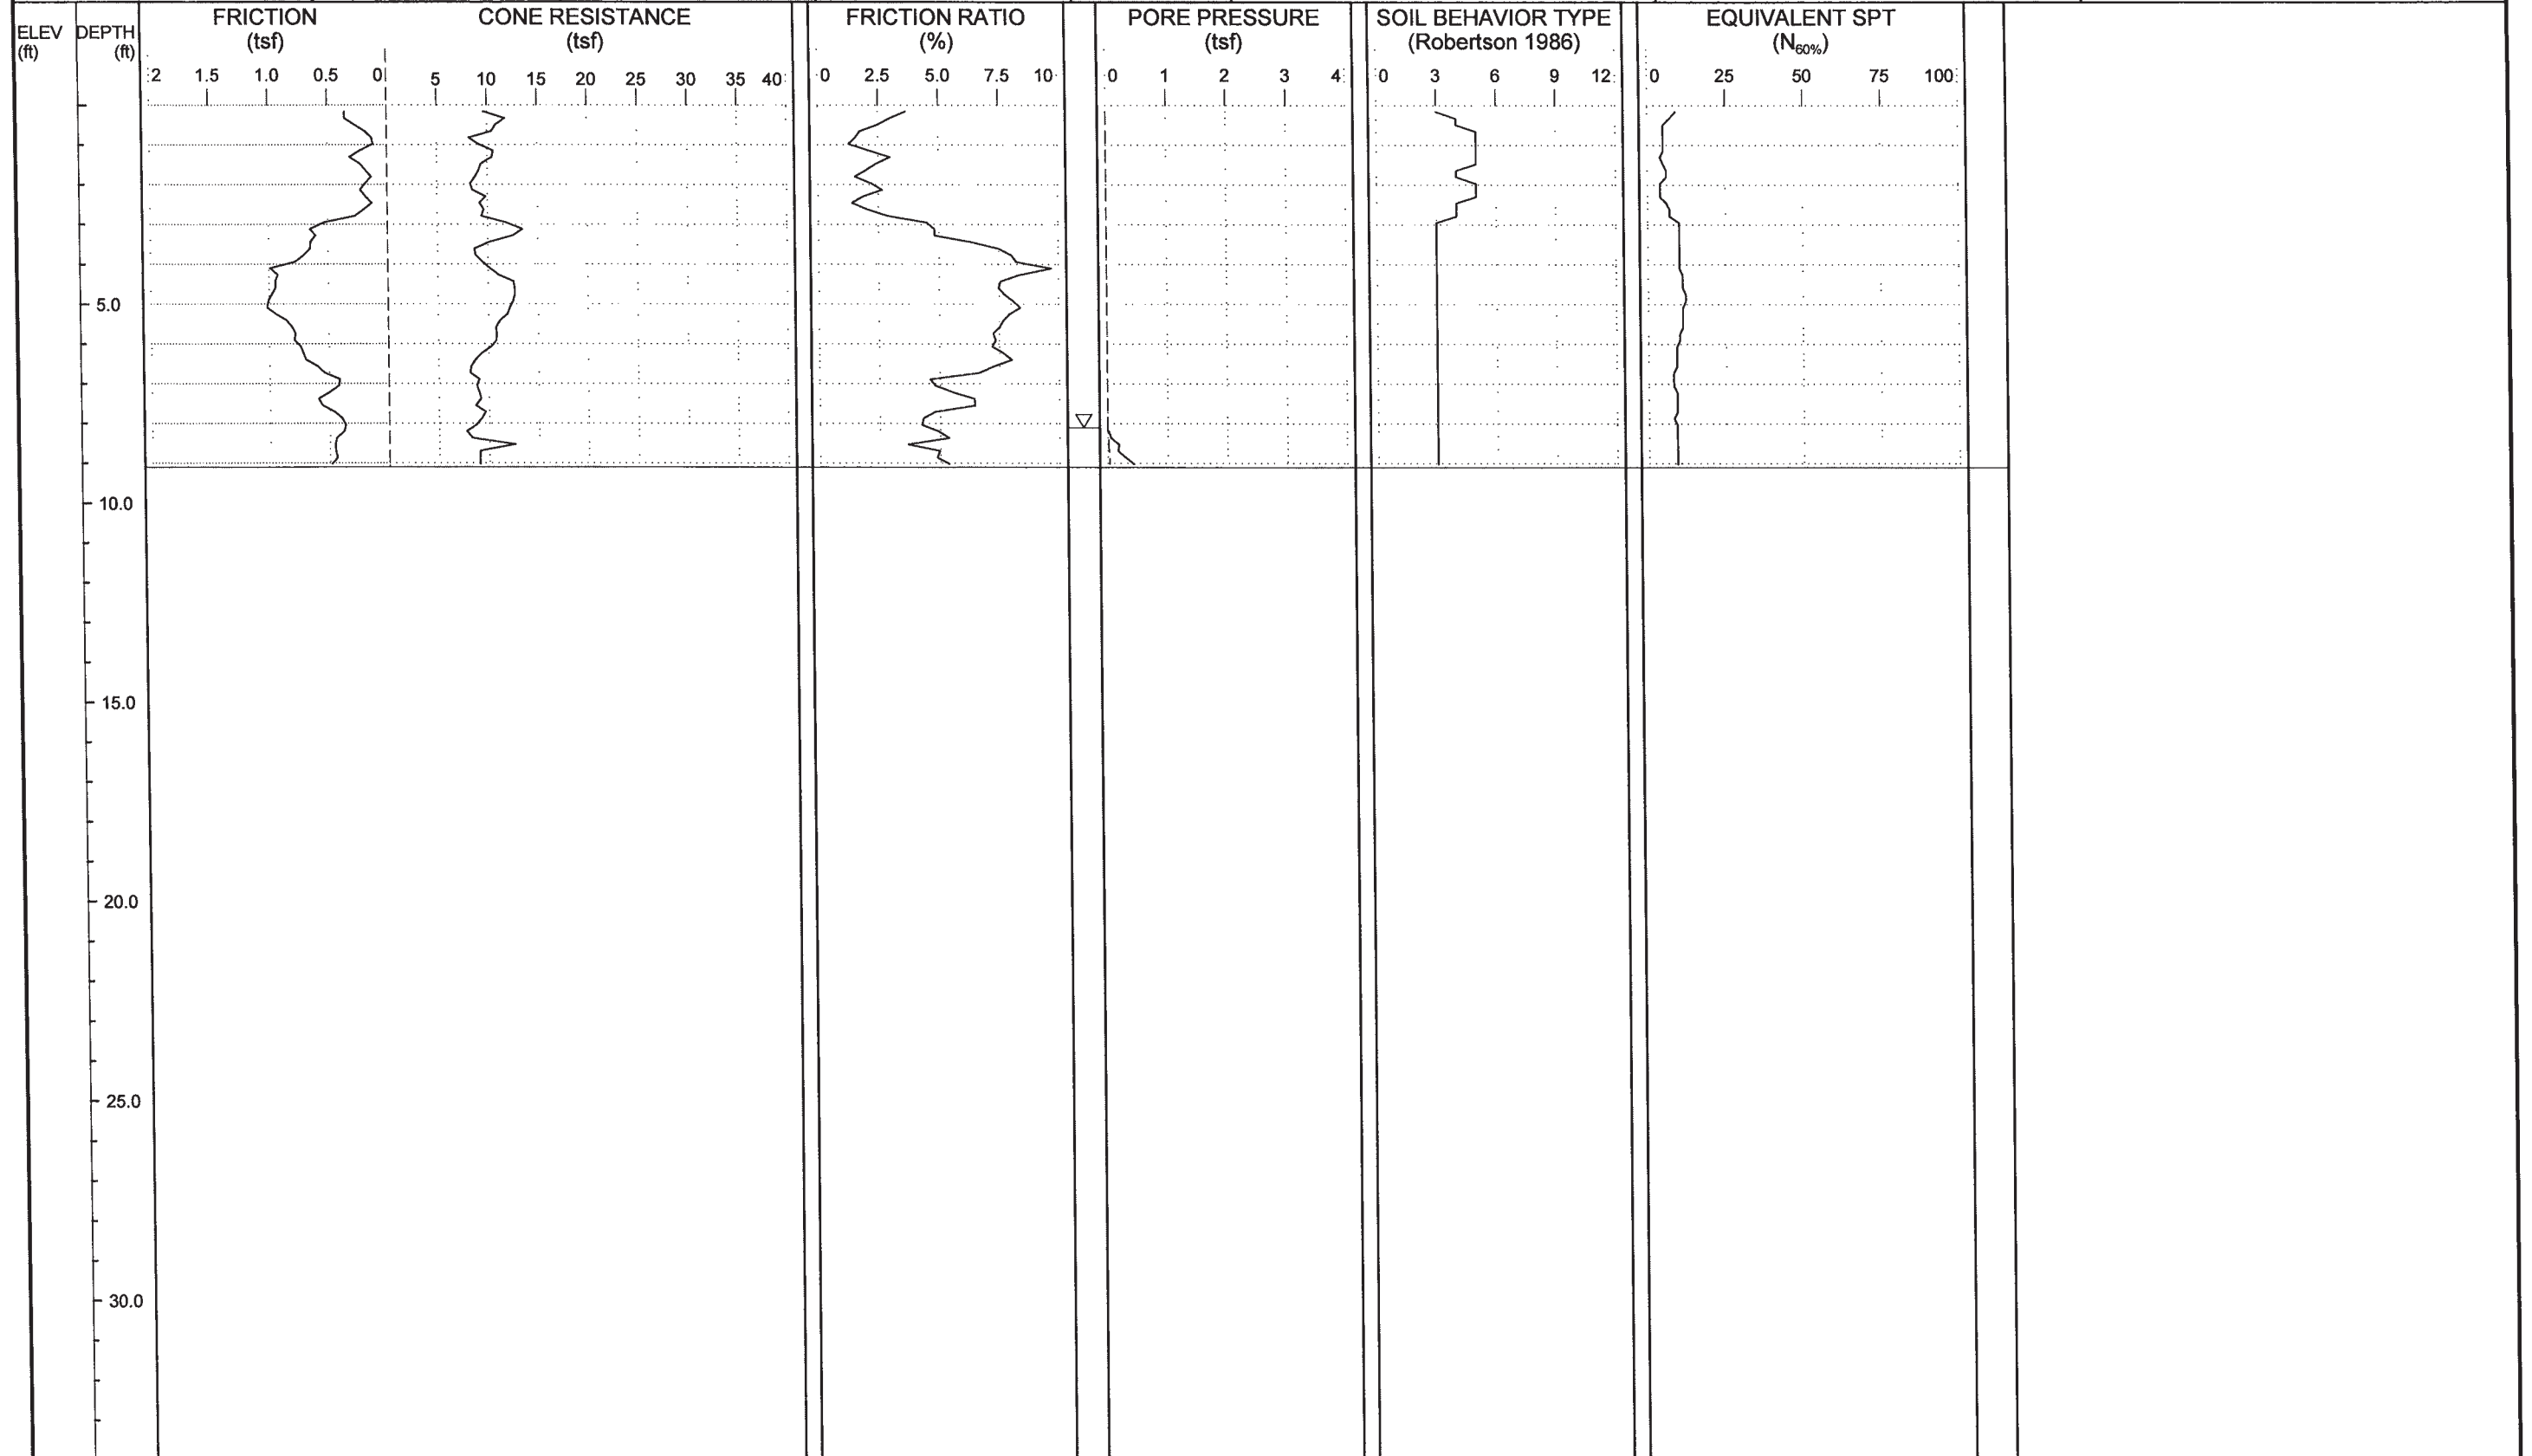 FRICTION CONE RESISTANCE FRICTION RATIO PORE PRESSURE SOIL BEHAVIOR TYPE EQUIVALENT SPT
ELEV DEPTH (tsf) (tsf) (%) (tsf) (Robertson 1986) (N60%)
(ft) (ft)
2 1.5 1.0 0.5 0 5 10 15 20 25 30 35 40 0 2.5 5.0 7.5 10 0 1 2 3 4 0 3 6 9 12 0 25 50 75 100
5.0
10.0
15.0
20.0
25.0
30.0